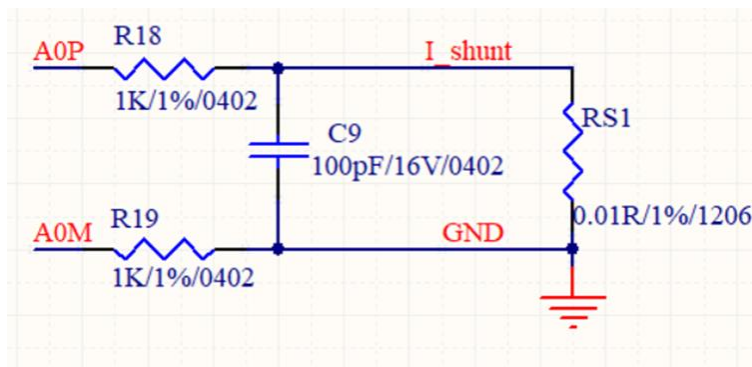 R18
A0P
I_shunt
1K/1%/0402
RS1
C9
100pF/16V/0402
R19
0.01R/1%/1206
A0M
GND
1K/1%/0402